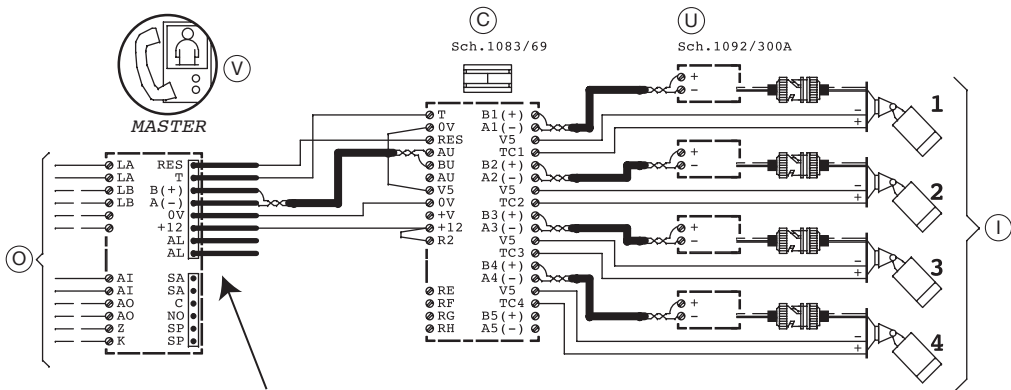 C
U
Sch.1083/69
Sch.1092/300A
V
MASTER
O
LA
LA
LB
LB
AI
AI
AO
AO
Z
K
RES
T
B(+)
A(-)
0V
+12
AL
AL
SA
SA
C
NO
SP
SP
T
0V
RES
AU
BU
AU
V5
0V
+V
+12
R2
RE
RF
RG
RH
B1(+)
A1(-)
V5
TC1
B2(+)
A2(-)
V5
TC2
B3(+)
A3(-)
V5
TC3
B4(+)
A4(-)
V5
TC4
B5(+)
A5(-)
+
-
-
+
1
+
-
-
+
2
+
-
-
+
3
+
-
-
+
4
I